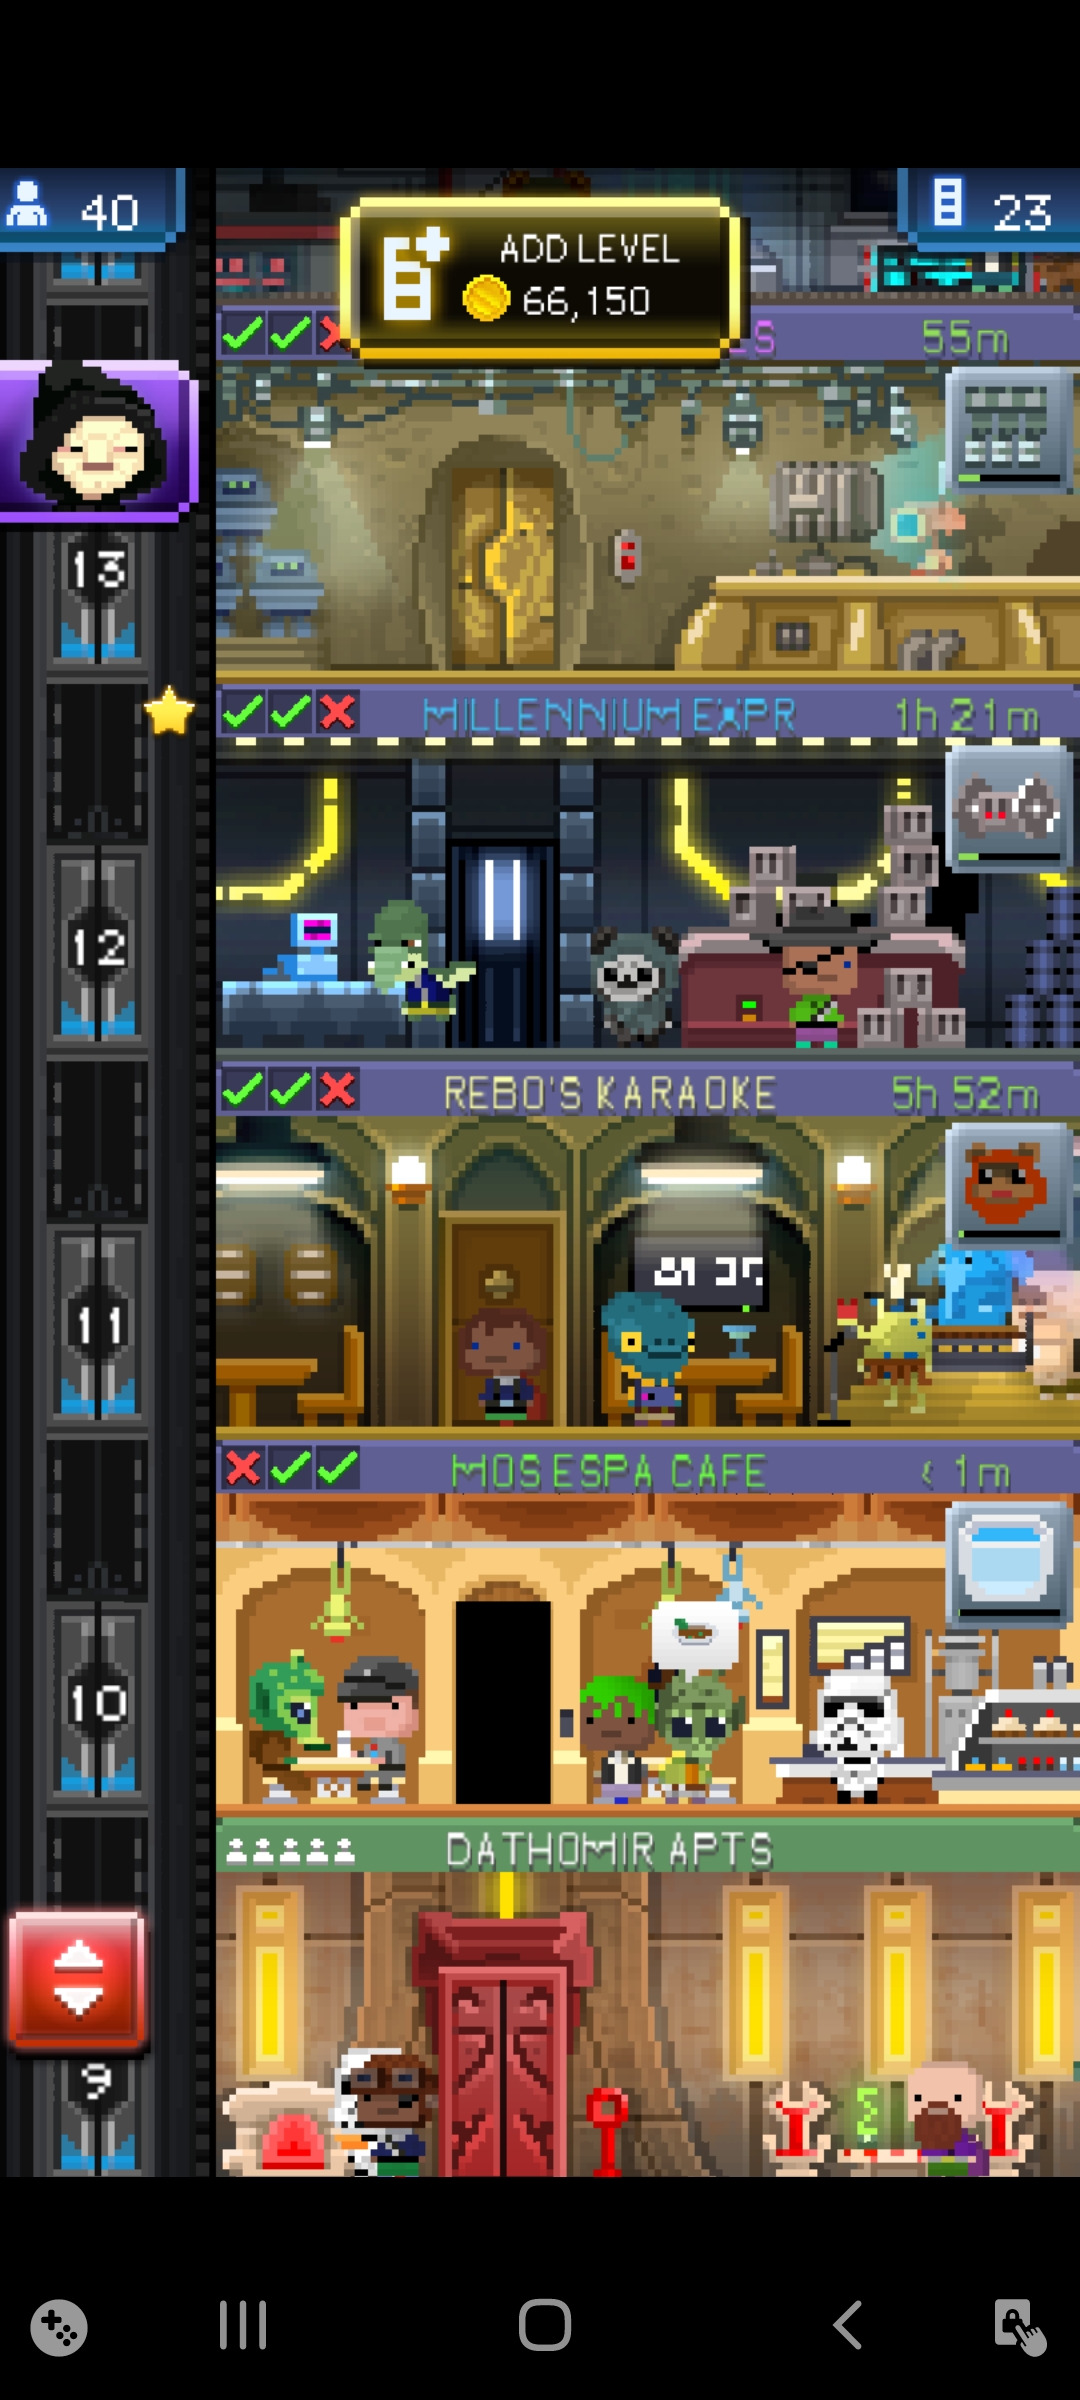 40
ADD LEVEL
66,150
23
55m
13
MILLENNIUM EXPR
1h 21m
12
REBO'S KARAOKE
5h 52m
11
MOS ESPA CAFE
< 1m
10
DATHOMIR APTS
9